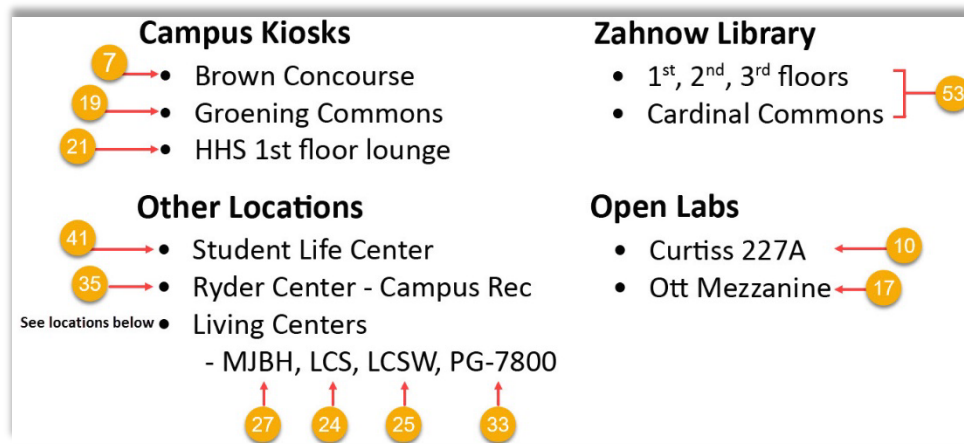 Campus Kiosks
7 • Brown Concourse
19 • Groening Commons
21 • HHS 1st floor lounge
Zahnow Library
• 1st, 2nd, 3rd floors
• Cardinal Commons
53
Other Locations
41 • Student Life Center
35 • Ryder Center - Campus Rec
See locations below • Living Centers
- MJBH, LCS, LCSW, PG-7800
27 24 25 33
Open Labs
• Curtiss 227A 10
• Ott Mezzanine 17